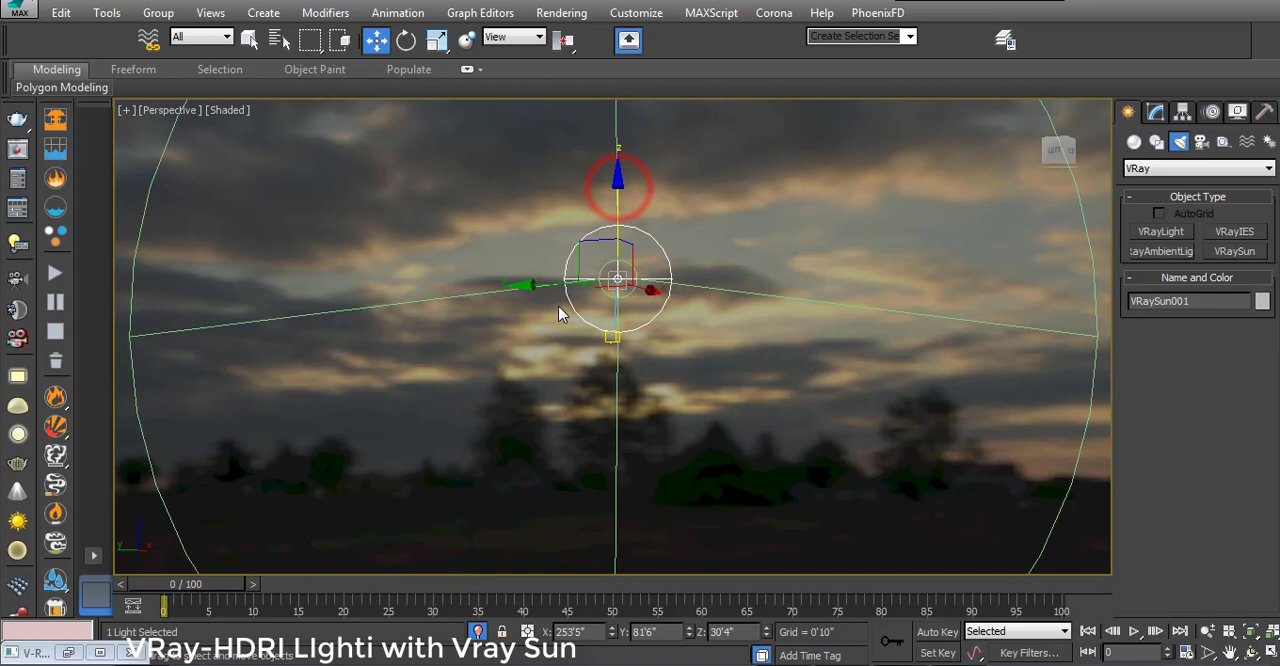 MAX Edit Tools Group Views Create Modifiers Animation Graph Editors Rendering Customize MAXScript Corona Help PhoenixFD
All View Create Selection Se
Modeling Freeform Selection Object Paint Populate
Polygon Modeling
[+] [Perspective] [Shaded]
z
VRay
- Object Type
AutoGrid
VRayLight VRayIES
RayAmbientLig VRaySun
- Name and Color
VRaySun001
y x
< 0 / 100 >
0 5 10 15 20 25 30 35 40 45 50 55 60 65 70 75 80 85 90 95 100
1 Light Selected X: 253'5" Y: 81'6" Z: 30'4" Grid = 0'10" Auto Key Selected
V-R... VRay-HDRI LIghti with Vray Sun Add Time Tag Set Key Key Filters... 0